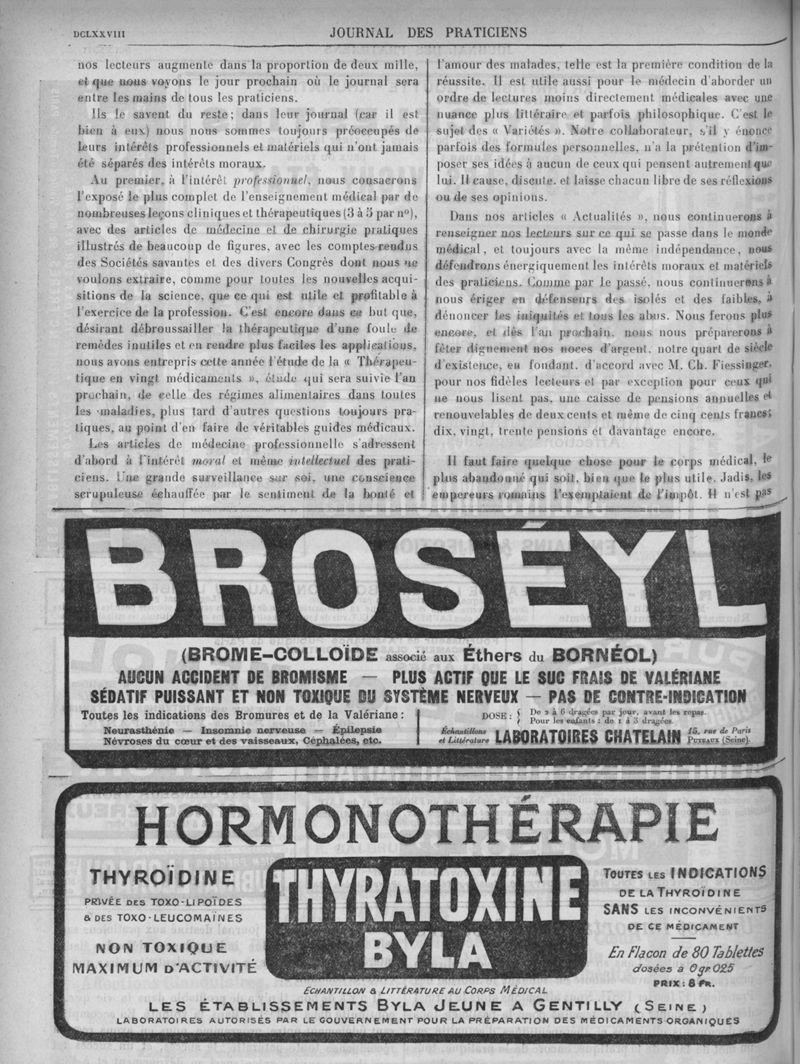 DCLXXVIII
JOURNAL DES PRATICIENS
nos lecteurs augmente dans la proportion de deux mille,
et que nous voyons le jour prochain où le journal sera
entre les mains de tous les praticiens.
Ils le savent du reste; dans leur journal (car il est
bien à eux) nous nous sommes toujours préoccupés de
leurs intérêts professionnels et matériels qui n'ont jamais
été séparés des intérêts moraux.
Au premier, à l'intérêt professionnel, nous consacrons
l'exposé le plus complet de l'enseignement médical par de
nombreuses leçons cliniques et thérapeutiques (3 à 5 par no),
avec des articles de médecine et de chirurgie pratiques
illustrés de beaucoup de figures, avec les comptes-rendus
des Sociétés savantes et des divers Congrès dont nous ne
voulons extraire, comme pour toutes les nouvelles acqui-
sitions de la science, que ce qui est utile et profitable à
l'exercice de la profession. C'est encore dans ce but que,
désirant débroussailler la thérapeutique d'une foule de
remèdes inutiles et en rendre plus faciles les applications,
nous avons entrepris cette année l'étude de la « Thérapeu-
tique en vingt médicaments », étude qui sera suivie l'an
prochain, de celle des régimes alimentaires dans toutes
les maladies, plus tard d'autres questions toujours pra-
tiques, au point d'en faire de véritables guides médicaux.
Les articles de médecine professionnelle s'adressent
d'abord à l'intérêt moral et même intellectuel des prati-
ciens. Une grande surveillance sur soi, une conscience
scrupuleuse échauffée par le sentiment de la bonté et
l'amour des malades, telle est la première condition de la
réussite. Il est utile aussi pour le médecin d'aborder un
ordre de lectures moins directement médicales avec une
nuance plus littéraire et parfois philosophique. C'est le
sujet des « Variétés ». Notre collaborateur, s'il y énonce
parfois des formules personnelles, n'a la prétention d'im-
poser ses idées à aucun de ceux qui pensent autrement que
lui. Il cause, discute, et laisse chacun libre de ses réflexions
ou de ses opinions.
Dans nos articles « Actualités », nous continuerons à
renseigner nos lecteurs sur ce qui se passe dans le monde
médical, et toujours avec la même indépendance, nous
défendrons énergiquement les intérêts moraux et matériels
des praticiens. Comme par le passé, nous continuerons à
nous ériger en défenseurs des isolés et des faibles, à
dénoncer les iniquités et tous les abus. Nous ferons plus
encore, et dès l'an prochain, nous nous préparerons à
fêter dignement nos noces d'argent, notre quart de siècle
d'existence, en fondant, d'accord avec M. Ch. Fiessinger,
pour nos fidèles lecteurs et par exception pour ceux qui
ne nous lisent pas, une caisse de pensions annuelles et
renouvelables de deux cents et même de cinq cents francs;
dix, vingt, trente pensions et davantage encore.
Il faut faire quelque chose pour le corps médical, le
plus abandonné qui soit, bien que le plus utile. Jadis, les
empereurs romains l'exemptaient de l'impôt. Il n'est pas
BROSÉYL
(BROME-COLLOÏDE associé aux Éthers du BORNÉOL)
AUCUN ACCIDENT DE BROMISME — PLUS ACTIF QUE LE SUC FRAIS DE VALÉRIANE
SÉDATIF PUISSANT ET NON TOXIQUE DU SYSTÈME NERVEUX — PAS DE CONTRE-INDICATION
Toutes les indications des Bromures et de la Valériane :
Neurasthénie — Insomnie nerveuse — Épilepsie
Névroses du cœur et des vaisseaux, Céphalées, etc.
DOSE : De 2 à 6 dragées par jour, avant les repas.
Pour les enfants : de 1 à 3 dragées.
Échantillons et Littérature LABORATOIRES CHATELAIN 15, rue de Paris
PUTEAUX (Seine).
HORMONOTHÉRAPIE
THYROÏDINE
PRIVÉE DES TOXO-LIPOÏDES
& DES TOXO-LEUCOMAÏNES
NON TOXIQUE
MAXIMUM D'ACTIVITÉ
THYRATOXINE
BYLA
TOUTES LES INDICATIONS
DE LA THYROÏDINE
SANS LES INCONVÉNIENTS
DE CE MÉDICAMENT
En Flacon de 80 Tablettes
dosées à 0gr.025
PRIX : 8 FR.
ECHANTILLON & LITTÉRATURE AU CORPS MÉDICAL
LES ÉTABLISSEMENTS BYLA JEUNE A GENTILLY (SEINE)
LABORATOIRES AUTORISÉS PAR LE GOUVERNEMENT POUR LA PRÉPARATION DES MÉDICAMENTS ORGANIQUES